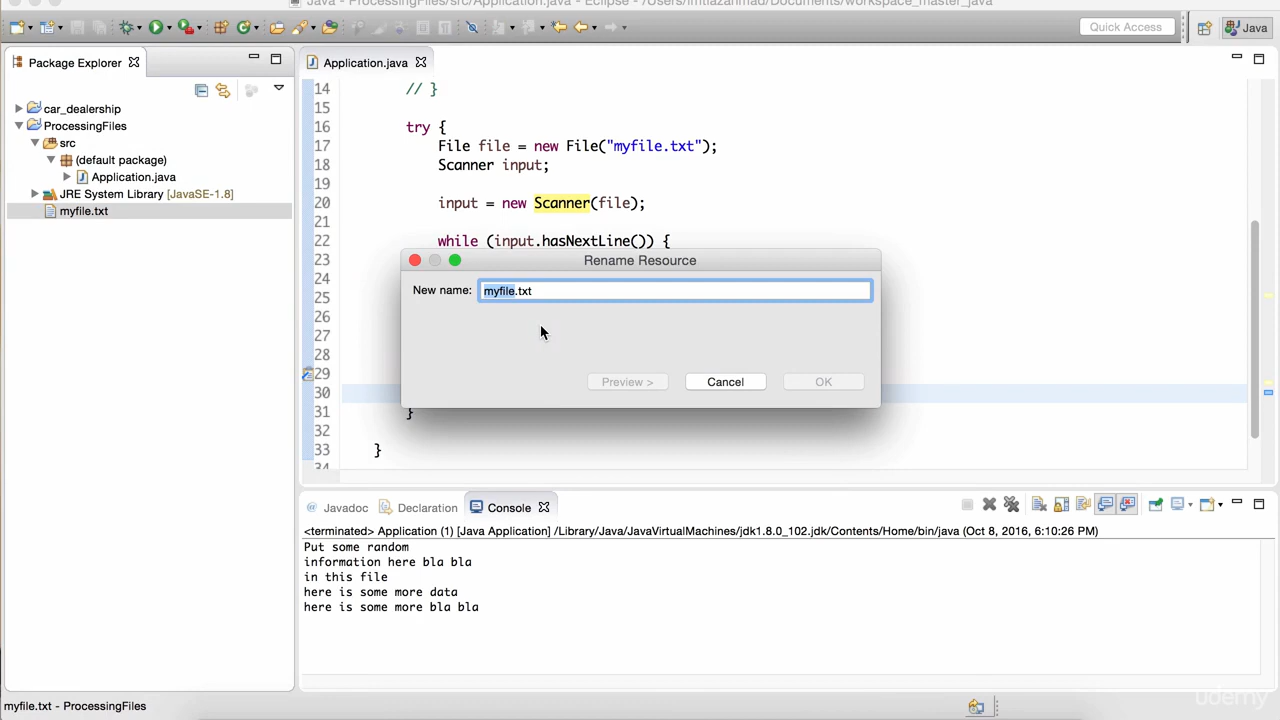 Java - ProcessingFiles/src/Application.java - Eclipse - /Users/imtiazahmad/Documents/workspace_master_java
Quick Access
Java
Package Explorer
car_dealership
ProcessingFiles
src
(default package)
Application.java
JRE System Library [JavaSE-1.8]
myfile.txt
Application.java
14 // }
15
16 try {
17 File file = new File("myfile.txt");
18 Scanner input;
19
20 input = new Scanner(file);
21
22 while (input.hasNextLine()) {
23
24
25
26
27
28
29
30
31 }
32
33 }
34
Rename Resource
New name: myfile.txt
Preview > Cancel OK
@ Javadoc Declaration Console
<terminated> Application (1) [Java Application] /Library/Java/JavaVirtualMachines/jdk1.8.0_102.jdk/Contents/Home/bin/java (Oct 8, 2016, 6:10:26 PM)
Put some random
information here bla bla
in this file
here is some more data
here is some more bla bla
myfile.txt - ProcessingFiles
udemy